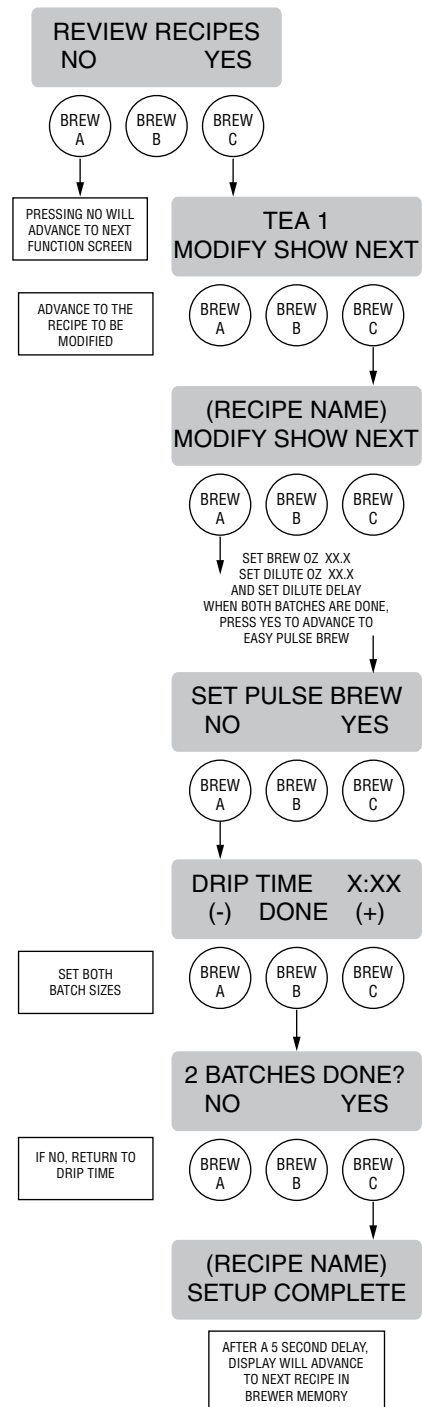 REVIEW RECIPES
NO YES
BREW
A
BREW
B
BREW
C
PRESSING NO WILL
ADVANCE TO NEXT
FUNCTION SCREEN
TEA 1
MODIFY SHOW NEXT
ADVANCE TO THE
RECIPE TO BE
MODIFIED
BREW
A
BREW
B
BREW
C
(RECIPE NAME)
MODIFY SHOW NEXT
BREW
A
BREW
B
BREW
C
SET BREW OZ XX.X
SET DILUTE OZ XX.X
AND SET DILUTE DELAY
WHEN BOTH BATCHES ARE DONE,
PRESS YES TO ADVANCE TO
EASY PULSE BREW
SET PULSE BREW
NO YES
BREW
A
BREW
B
BREW
C
DRIP TIME X:XX
(-) DONE (+)
SET BOTH
BATCH SIZES
BREW
A
BREW
B
BREW
C
2 BATCHES DONE?
NO YES
IF NO, RETURN TO
DRIP TIME
BREW
A
BREW
B
BREW
C
(RECIPE NAME)
SETUP COMPLETE
AFTER A 5 SECOND DELAY,
DISPLAY WILL ADVANCE
TO NEXT RECIPE IN
BREWER MEMORY